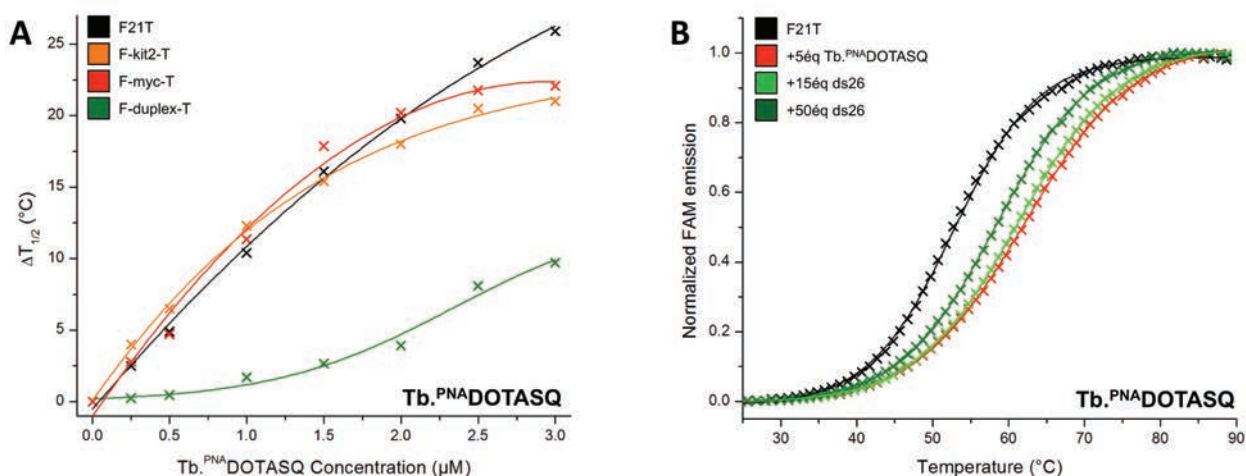 A
F21T
F-kit2-T
F-myc-T
F-duplex-T
25
20
15
10
5
0
ΔT1/2 (°C)
0.0 0.5 1.0 1.5 2.0 2.5 3.0
Tb.PNADOTASQ
Tb.PNADOTASQ Concentration (μM)
B
F21T
+5éq Tb.PNADOTASQ
+15éq ds26
+50éq ds26
1.0
0.8
0.6
0.4
0.2
0.0
Normalized FAM emission
30 40 50 60 70 80 90
Tb.PNADOTASQ
Temperature (°C)